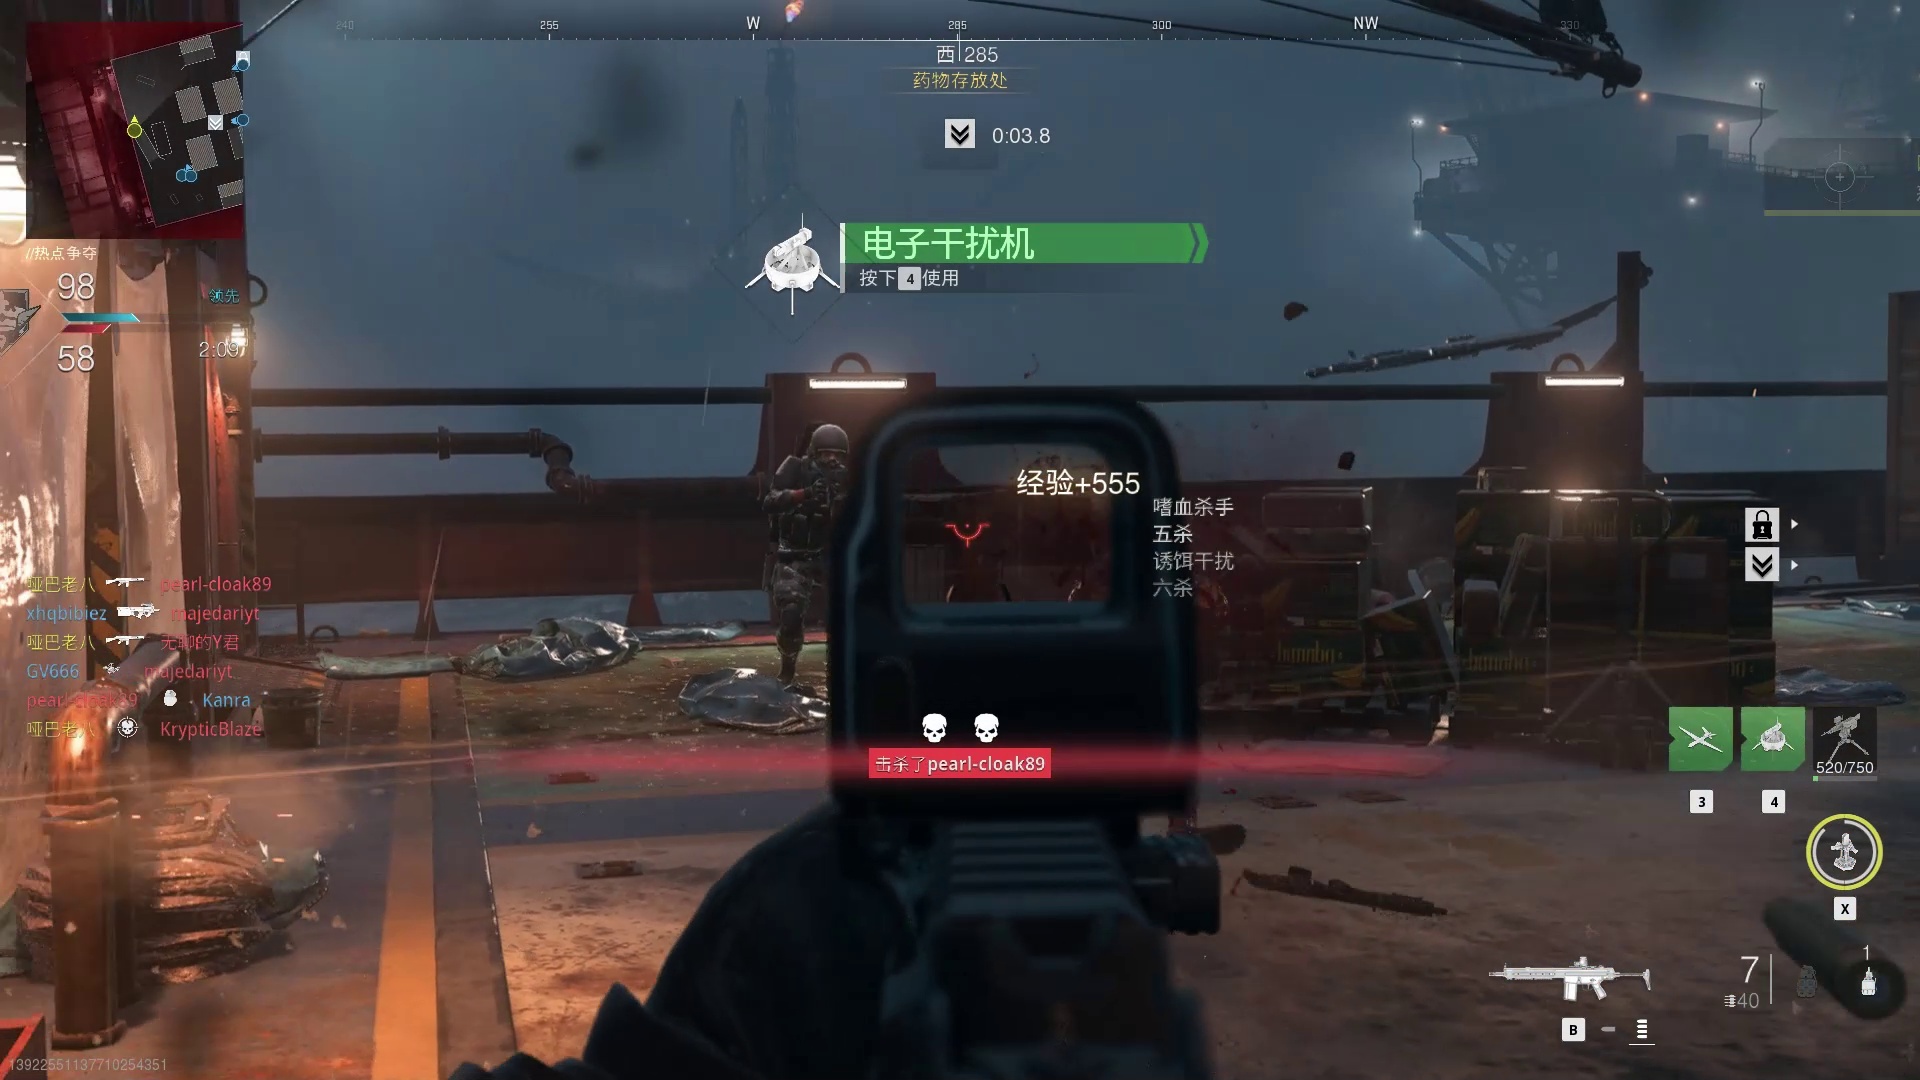 240 255 W 285 300 NW 330
西 285
药物存放处
0:03.8
电子干扰机
按下 4 使用
//热点争夺
98
领先
58
2:09
经验+555
嗜血杀手
五杀
诱饵干扰
六杀
哑巴老八 pearl-cloak89
xhqbibiez majedariyt
哑巴老八 无聊的Y君
GV666 majedariyt
pearl-cloak89 Kanra
哑巴老八 KrypticBlaze
击杀了pearl-cloak89
520/750
3 4
X
1
7
40
B
13922551137710254351